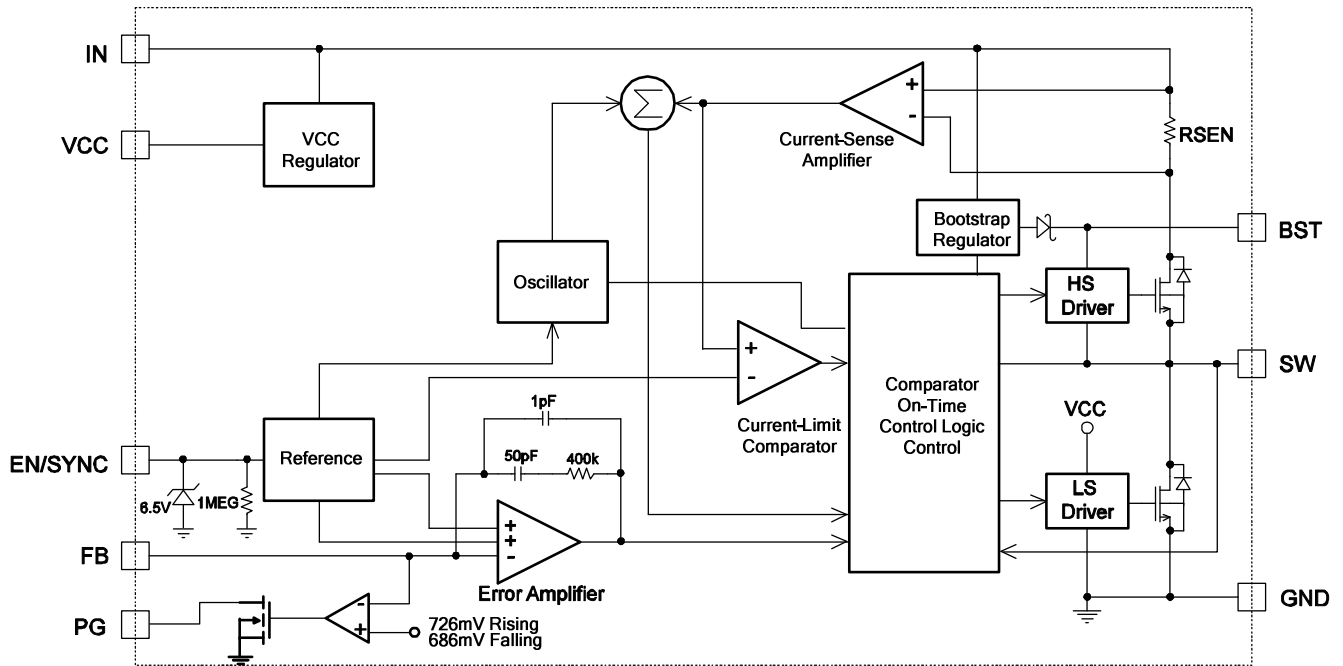 IN
VCC
Regulator
VCC
Σ
+
-
Current-Sense
Amplifier
RSEN
Bootstrap
Regulator
BST
Oscillator
HS
Driver
+
-
Current-Limit
Comparator
Comparator
On-Time
Control Logic
Control
SW
VCC
1pF
50pF
400k
EN/SYNC
Reference
6.5V
1MEG
LS
Driver
+
+
-
Error Amplifier
FB
PG
-
+
726mV Rising
686mV Falling
GND